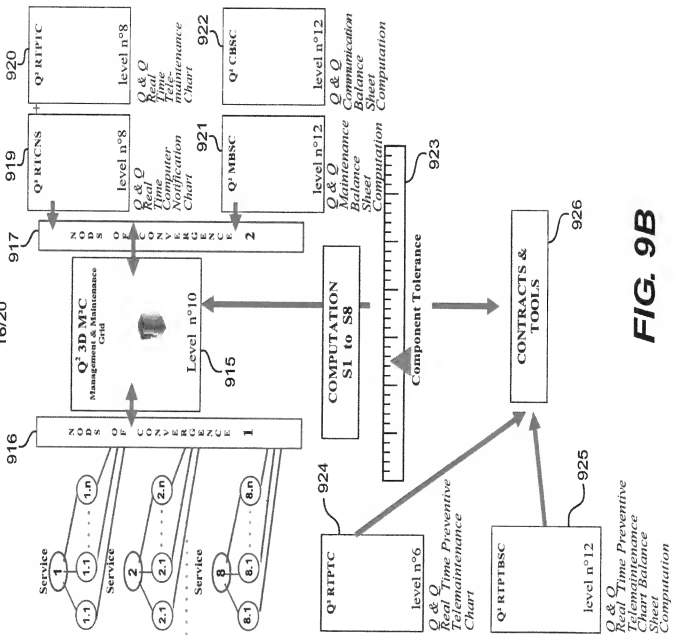 16/20
Service
1
1.1
1.1
1.n
Service
2
2.1
2.1
2.n
Service
8
8.1
8.1
8.n
916
NODS OF CONVERGENCE 1
Q² 3D M³C
Management & Maintenance
Grid
Level n°10
915
917
NODS OF CONVERGENCE 2
919
Q² RTCNS
level n°8
Q & Q
Real
Time
Computer
Notification
Chart
920
Q² RTPTC
level n°8
Q & Q
Real
Time
Tele-
maintenance
Chart
921
Q² MBSC
level n°12
Q & Q
Maintenance
Balance
Sheet
Computation
922
Q² CBSC
level n°12
Q & Q
Communication
Balance
Sheet
Computation
COMPUTATION
S1 to S8
923
Component Tolerance
924
Q² RTPTC
level n°6
Q & Q
Real Time Preventive
Telemaintenance
Chart
925
Q² RTPTBSC
level n°12
Q & Q
Real Time Preventive
Telemaintenance
Chart Balance
Sheet
Computation
CONTRACTS &
TOOLS
926
FIG. 9B